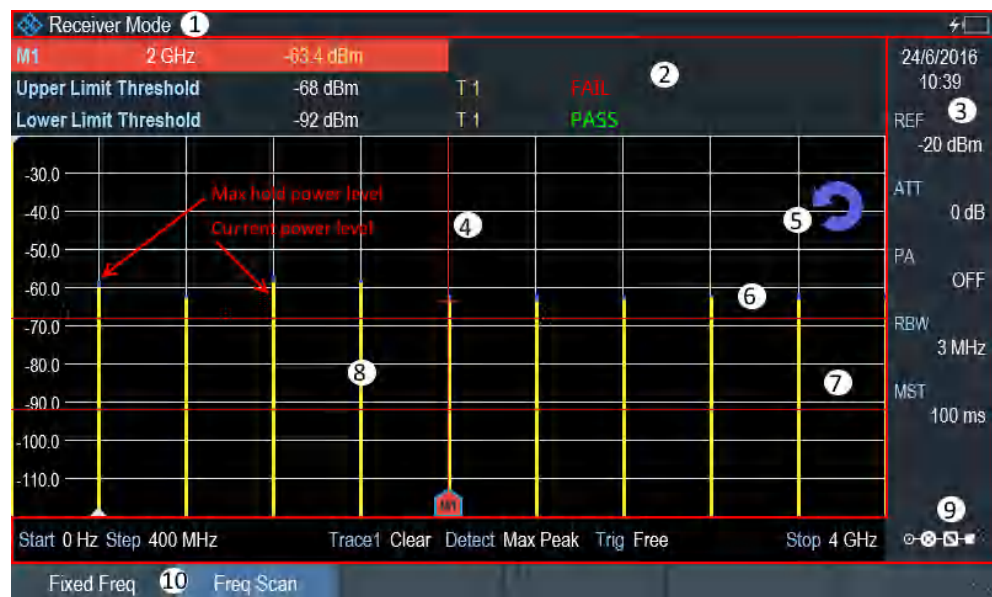 Receiver Mode 1
M1 2 GHz -63.4 dBm
Upper Limit Threshold -68 dBm T 1 FAIL 2
Lower Limit Threshold -92 dBm T 1 PASS
24/6/2016
10:39
REF 3
-20 dBm
ATT
0 dB
PA
OFF
RBW
3 MHz
MST
100 ms
9
-30.0
Max hold power level
-40.0
Current power level
4
5
-50.0
-60.0
6
-70.0
-80.0
8
7
-90.0
-100.0
-110.0
M1
Start 0 Hz Step 400 MHz Trace1 Clear Detect Max Peak Trig Free Stop 4 GHz
Fixed Freq 10 Freq Scan